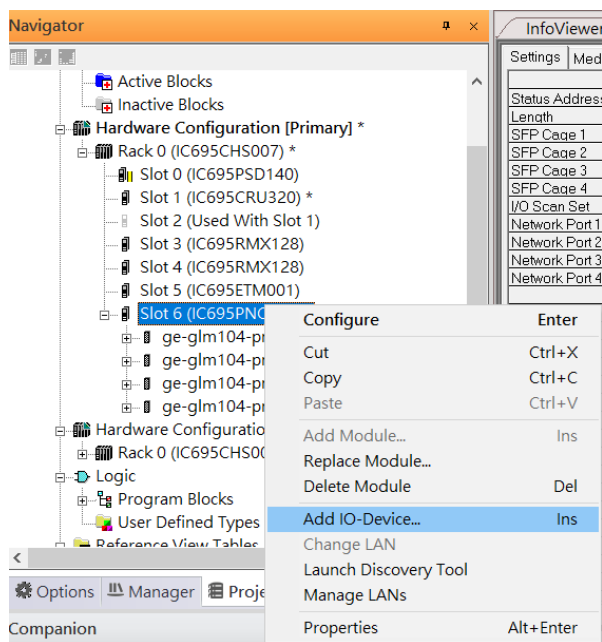 Navigator
InfoViewer
Settings
Active Blocks
Inactive Blocks
Hardware Configuration [Primary] *
Rack 0 (IC695CHS007) *
Slot 0 (IC695PSD140)
Slot 1 (IC695CRU320) *
Slot 2 (Used With Slot 1)
Slot 3 (IC695RMX128)
Slot 4 (IC695RMX128)
Slot 5 (IC695ETM001)
Slot 6 (IC695PNC
ge-glm104-pr
ge-glm104-pr
ge-glm104-pr
ge-glm104-pr
Hardware Configuratio
Rack 0 (IC695CHS00
Logic
Program Blocks
User Defined Types
Reference View Tables
Options Manager Proje
Companion
Status Address
Length
SFP Cage 1
SFP Cage 2
SFP Cage 3
SFP Cage 4
I/O Scan Set
Network Port 1
Network Port 2
Network Port 3
Network Port 4
Configure Enter
Cut Ctrl+X
Copy Ctrl+C
Paste Ctrl+V
Add Module... Ins
Replace Module...
Delete Module Del
Add IO-Device... Ins
Change LAN
Launch Discovery Tool
Manage LANs
Properties Alt+Enter